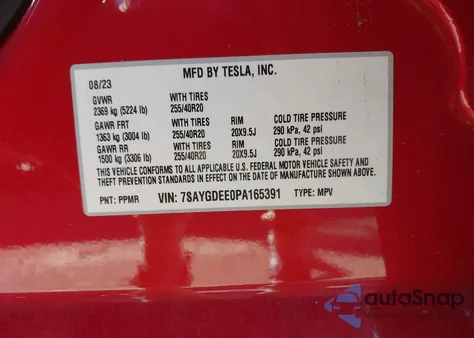 MFD BY TESLA, INC.
08/23
GVWR WITH TIRES
2369 kg (5224 lb) 255/40R20
GAWR FRT WITH TIRES RIM COLD TIRE PRESSURE
1363 kg (3004 lb) 255/40R20 20X9.5J 290 kPa, 42 psi
GAWR RR WITH TIRES RIM COLD TIRE PRESSURE
1500 kg (3306 lb) 255/40R20 20X9.5J 290 kPa, 42 psi
THIS VEHICLE CONFORMS TO ALL APPLICABLE U.S. FEDERAL MOTOR VEHICLE SAFETY AND
THEFT PREVENTION STANDARDS IN EFFECT ON THE DATE OF MANUFACTURE SHOWN ABOVE.
PNT: PPMR VIN: 7SAYGDEE0PA165391 TYPE: MPV
autoSnap